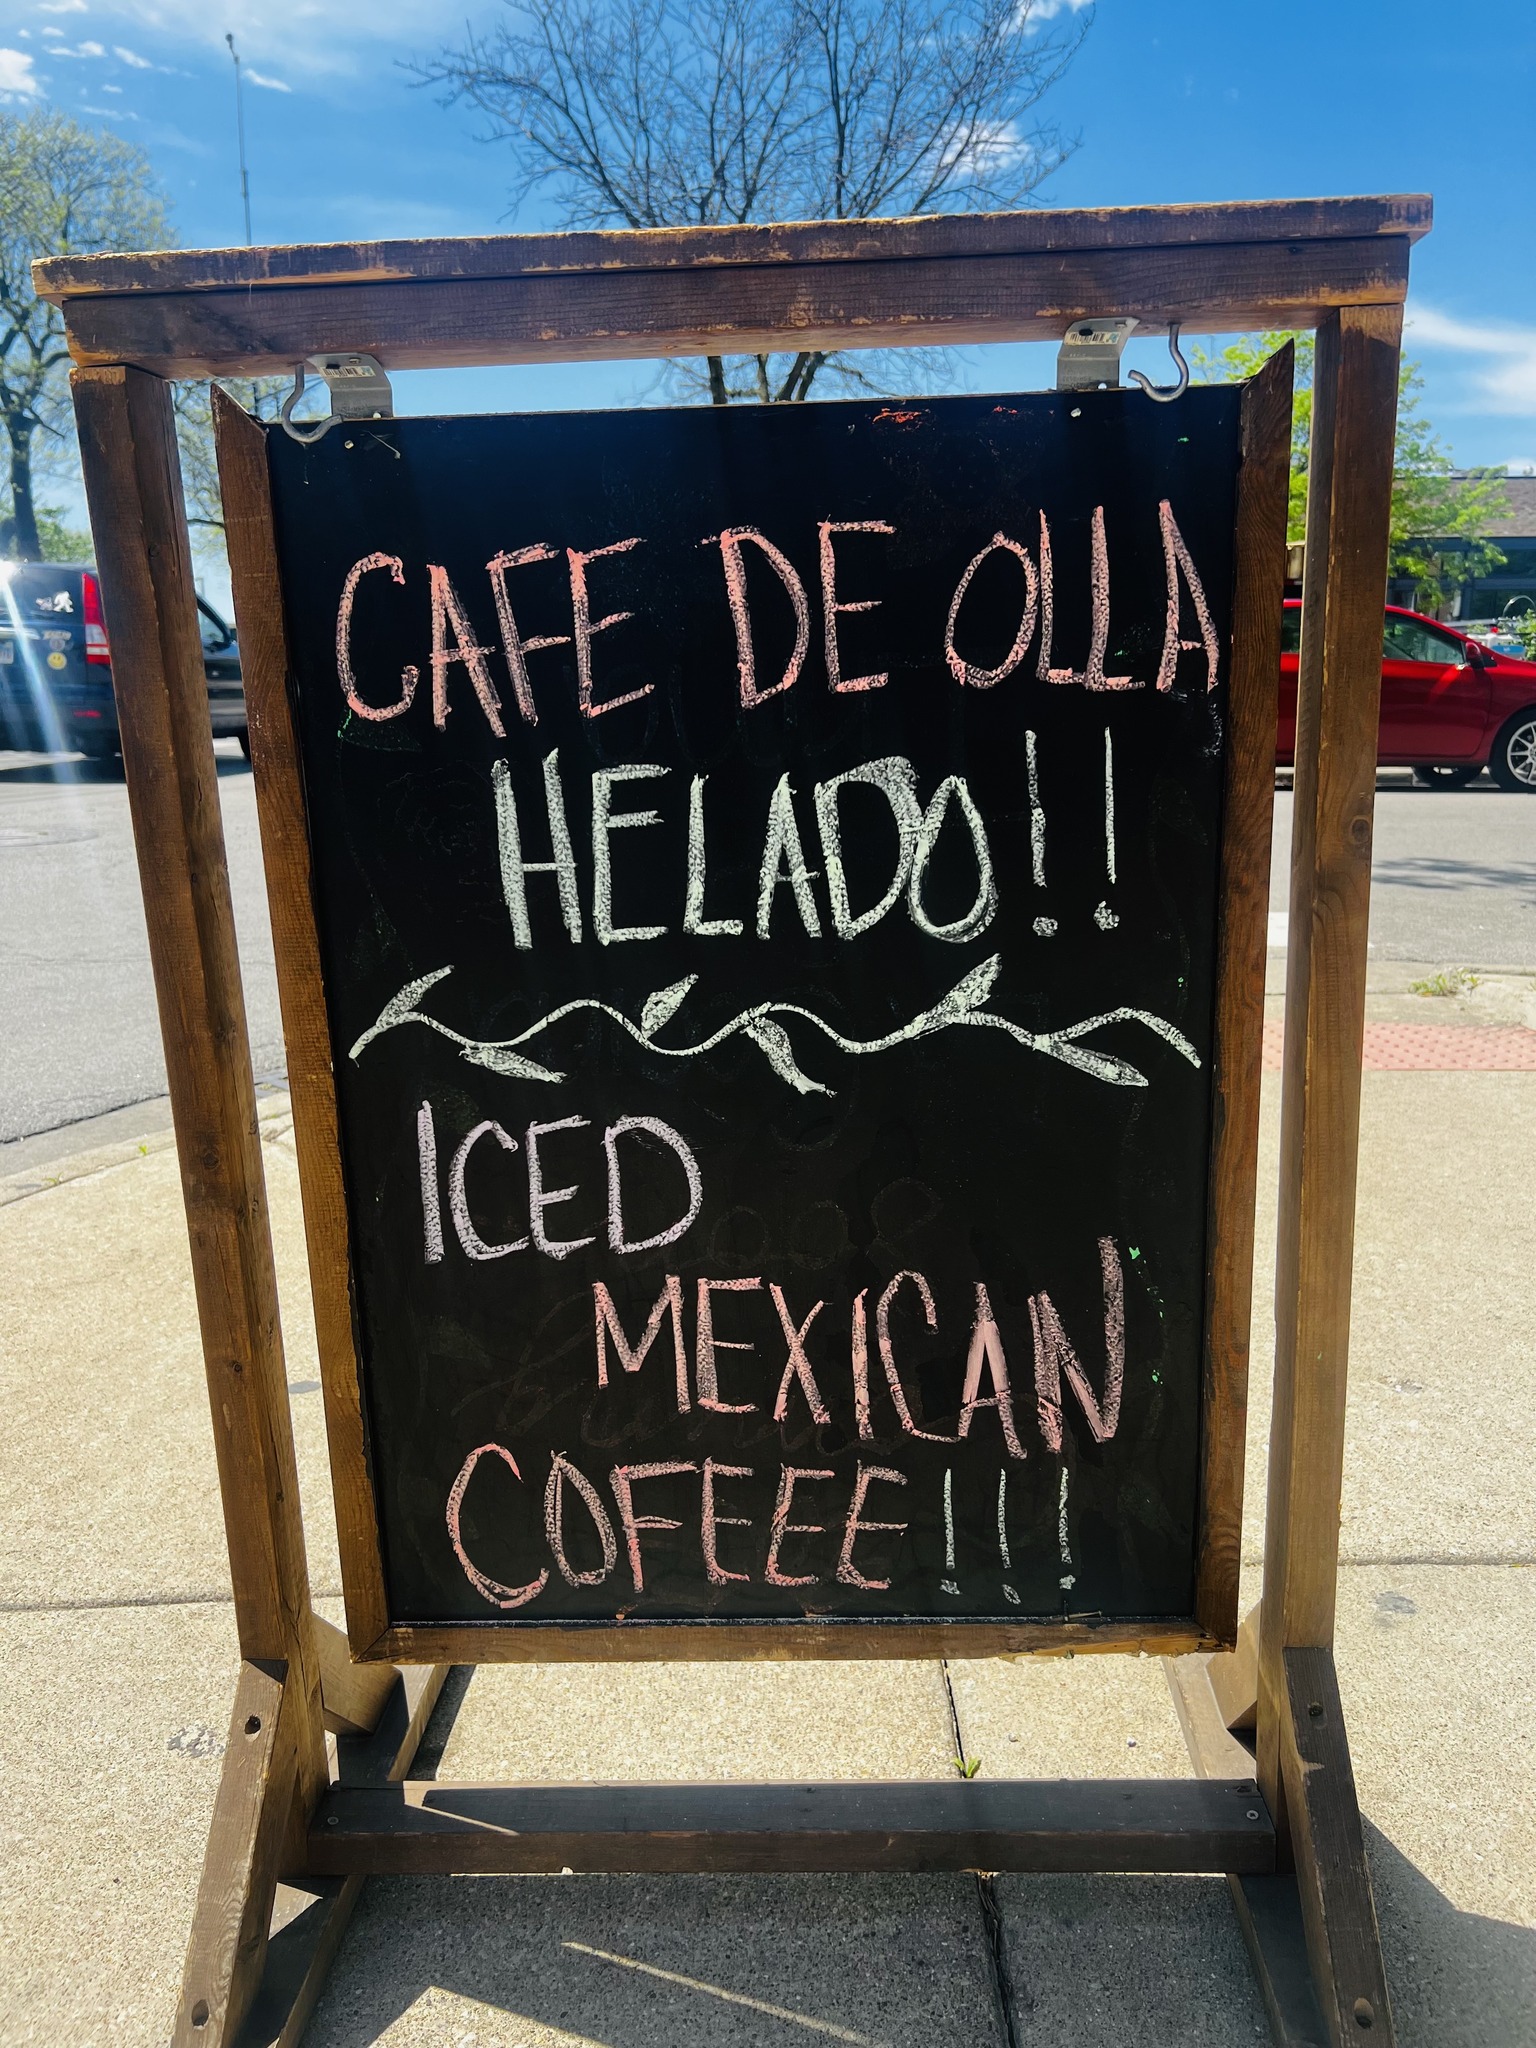 CAFE DE OLLA
HELADO!!
ICED
MEXICAN
COFEEE!!!